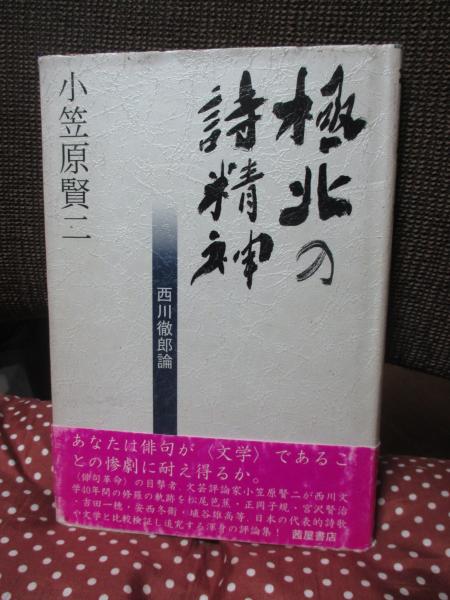 極北の
詩精神
西川徹郎論
小笠原賢二
あなたは俳句が〈文学〉であるこ
との惨劇に耐え得るか。
〈俳句革命〉の目撃者、文芸評論家小笠原賢二が西川文
学40年間の修羅の軌跡を松尾芭蕉・正岡子規・宮沢賢治
・吉田一穂・安西冬衛・埴谷雄高等、日本の代表的詩歌
や文学と比較検証し追究する渾身の評論集！
茜屋書店